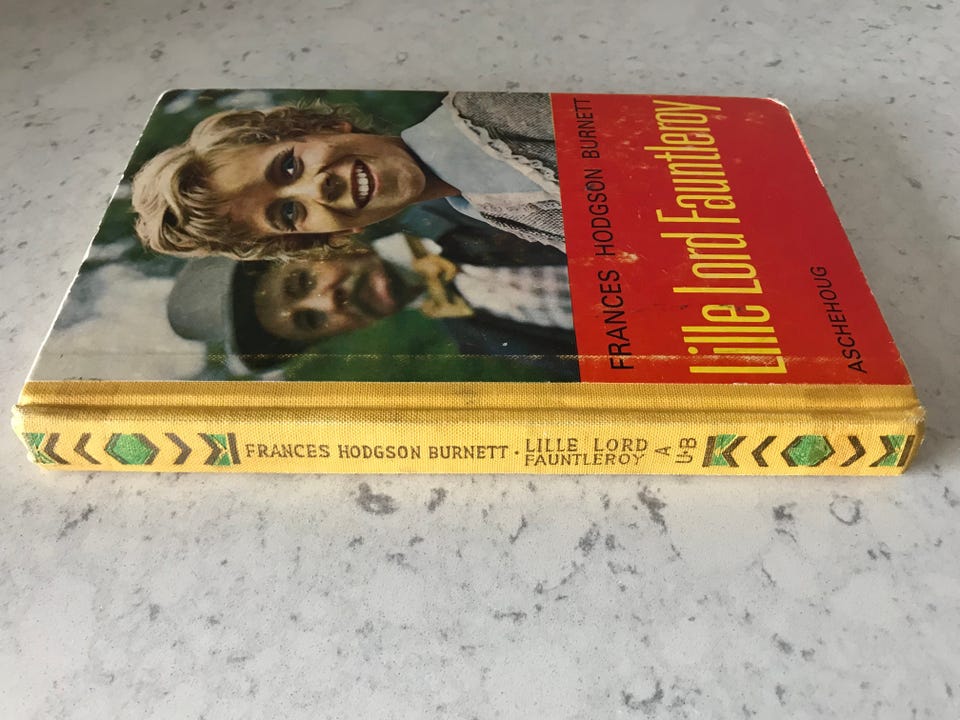 FRANCES HODGSON BURNETT
Lille Lord Fauntleroy
ASCHEHOUG
FRANCES HODGSON BURNETT · LILLE LORD
FAUNTLEROY
A
U·B